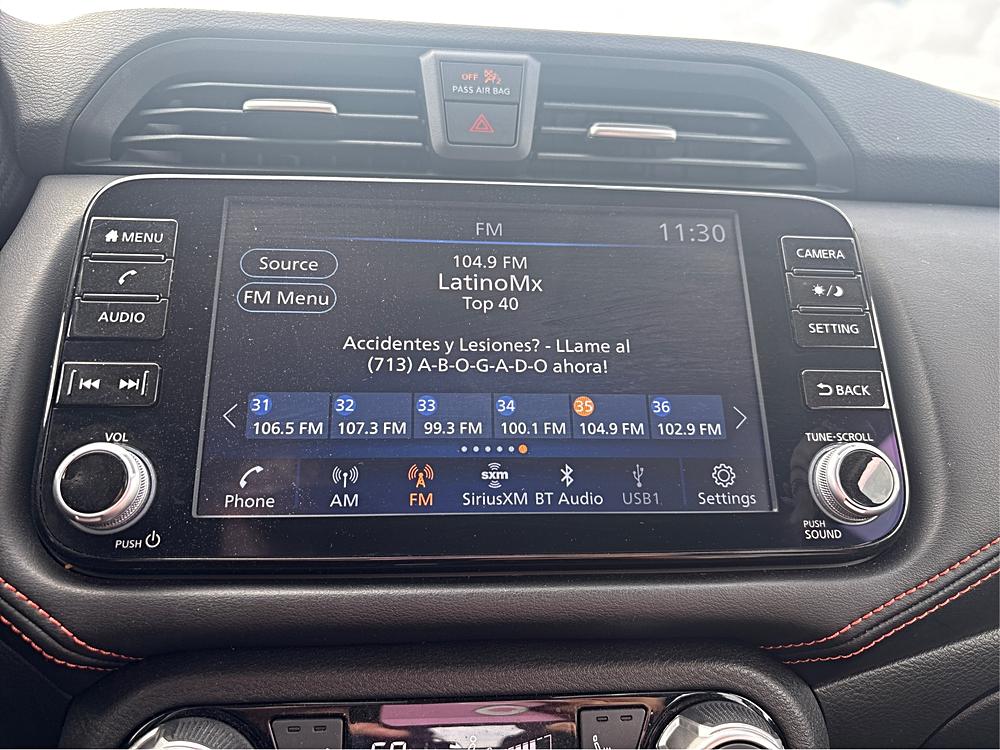 OFF
PASS AIR BAG
FM
11:30
MENU
AUDIO
VOL
PUSH
Source
FM Menu
104.9 FM
LatinoMx
Top 40
Accidentes y Lesiones? - LLame al
(713) A-B-O-G-A-D-O ahora!
31 32 33 34 35 36
106.5 FM 107.3 FM 99.3 FM 100.1 FM 104.9 FM 102.9 FM
sxm
Phone AM FM SiriusXM BT Audio USB1 Settings
CAMERA
SETTING
BACK
TUNE·SCROLL
PUSH
SOUND